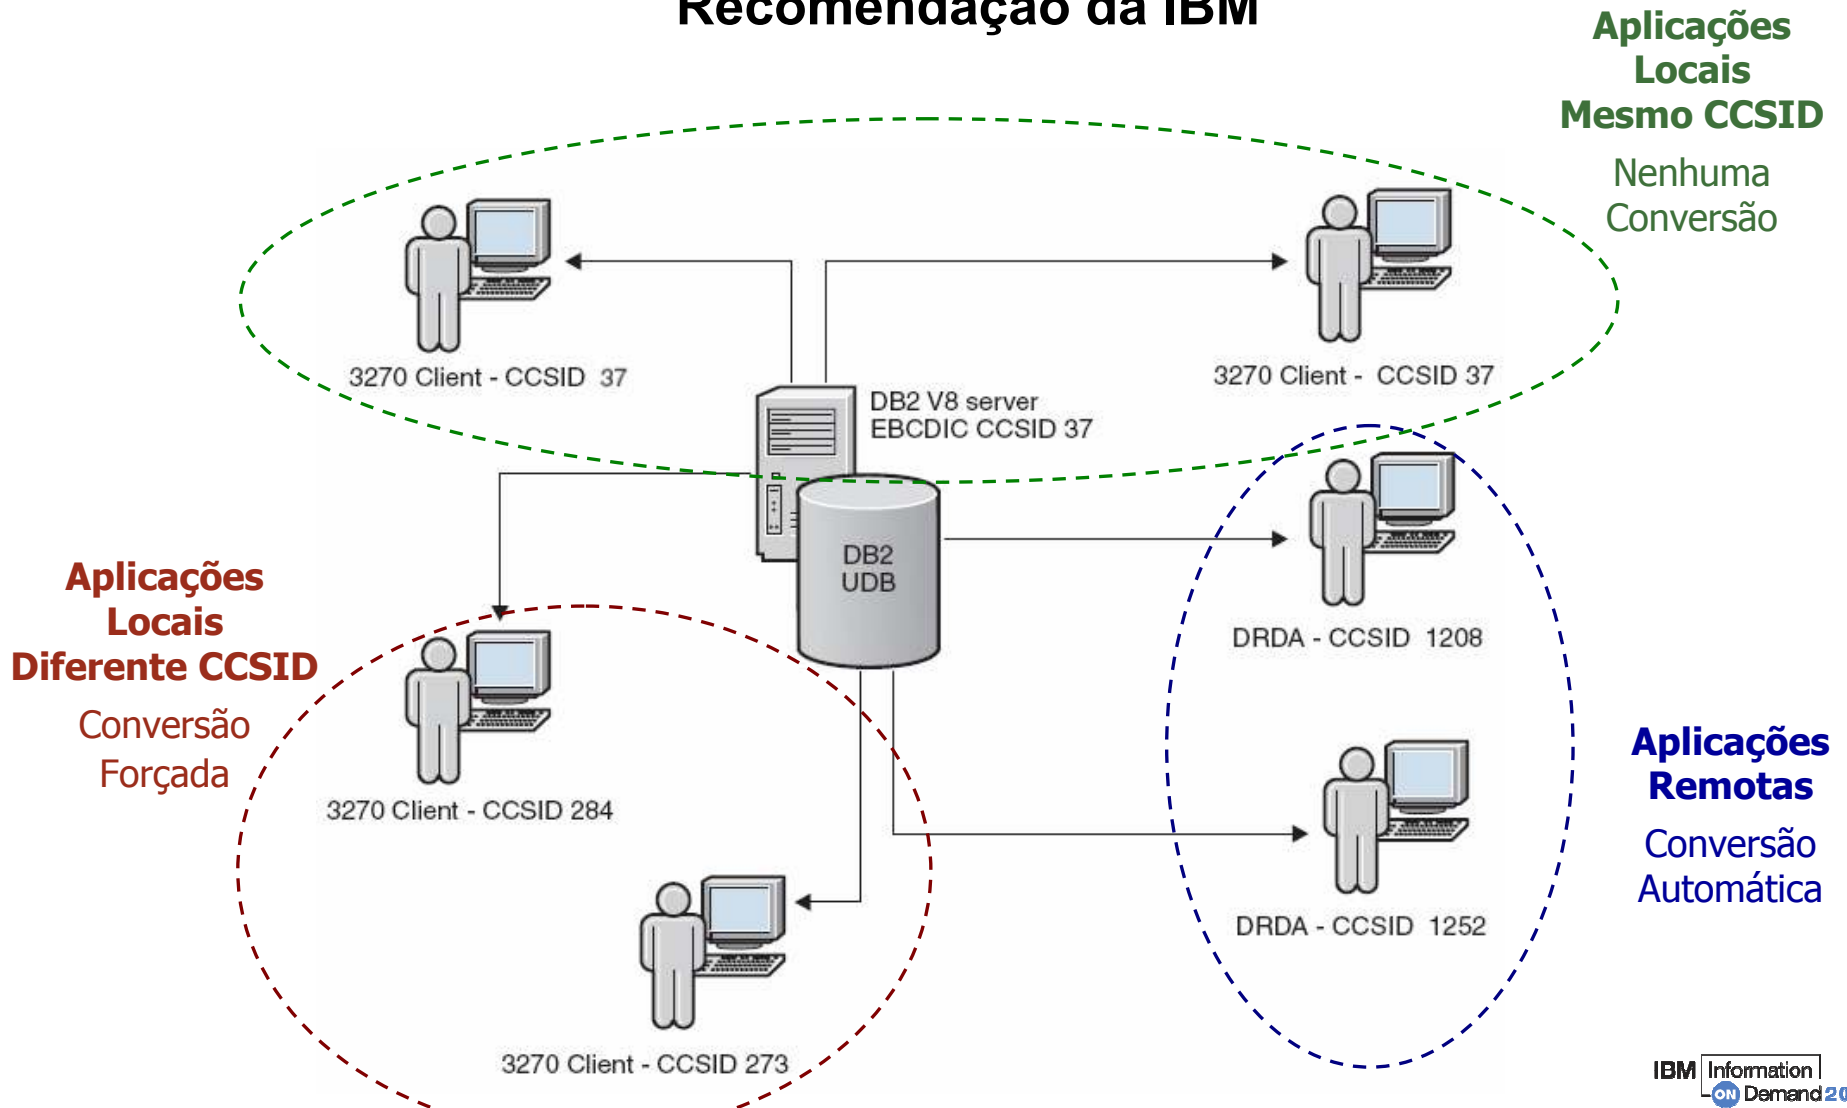 Recomendação da IBM
Aplicações
Locais
Mesmo CCSID
Nenhuma
Conversão
3270 Client - CCSID 37
3270 Client - CCSID 37
DB2 V8 server
EBCDIC CCSID 37
DB2
UDB
DRDA - CCSID 1208
Aplicações
Locais
Diferente CCSID
Conversão
Forçada
3270 Client - CCSID 284
Aplicações
Remotas
Conversão
Automática
DRDA - CCSID 1252
3270 Client - CCSID 273
IBM Information
ON Demand 20